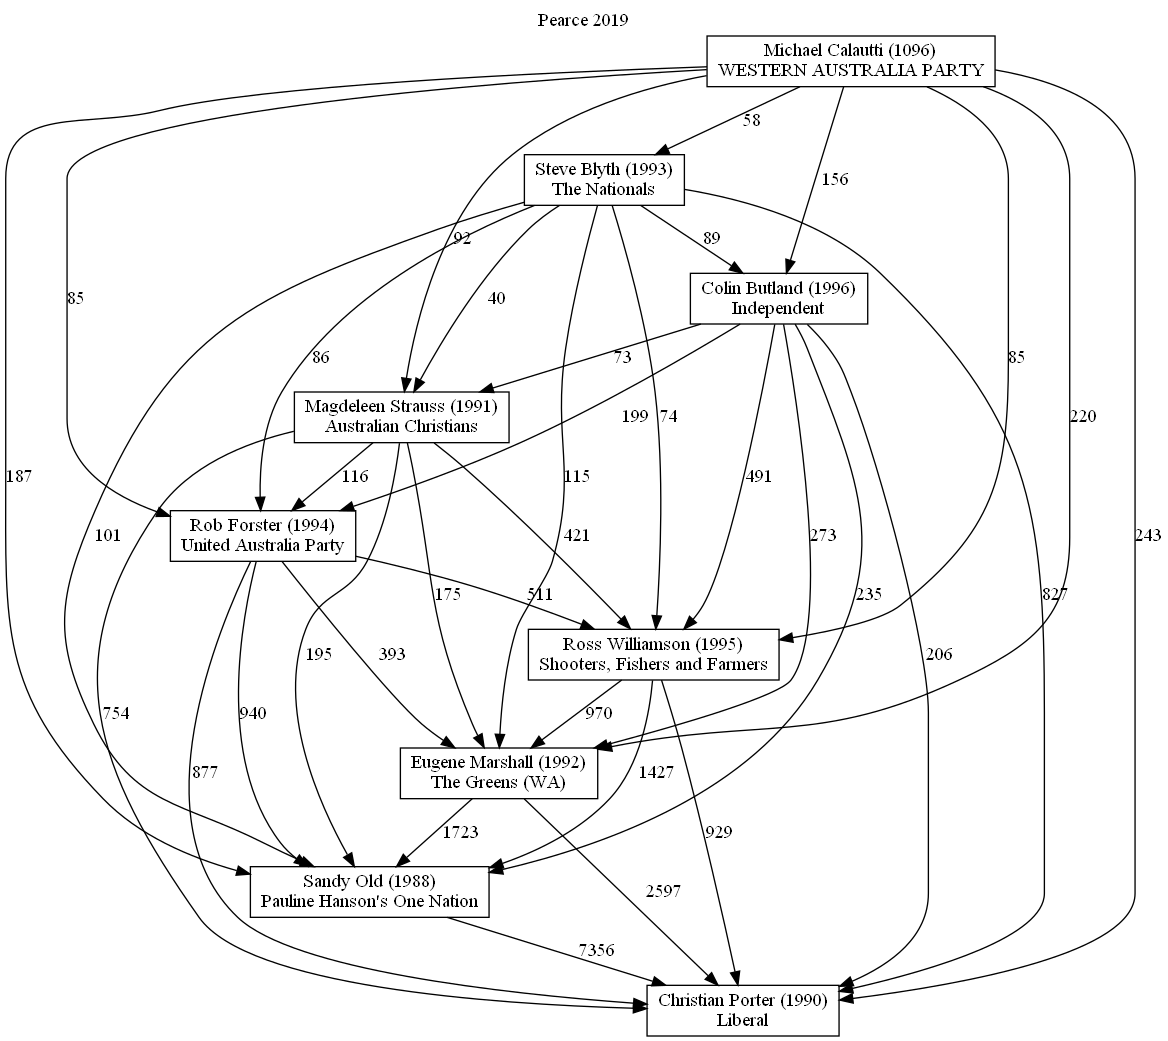 Pearce 2019
Michael Calautti (1096)
WESTERN AUSTRALIA PARTY
58
Steve Blyth (1993)
The Nationals
156
92
89
85
40
Colin Butland (1996)
Independent
86
73
85
Magdeleen Strauss (1991)
Australian Christians
199
74
220
187
116
115
491
Rob Forster (1994)
United Australia Party
101
421
273
243
511
175
235
827
Ross Williamson (1995)
Shooters, Fishers and Farmers
195
393
206
754
940
970
Eugene Marshall (1992)
The Greens (WA)
877
1427
1723
929
Sandy Old (1988)
Pauline Hanson's One Nation
2597
7356
Christian Porter (1990)
Liberal